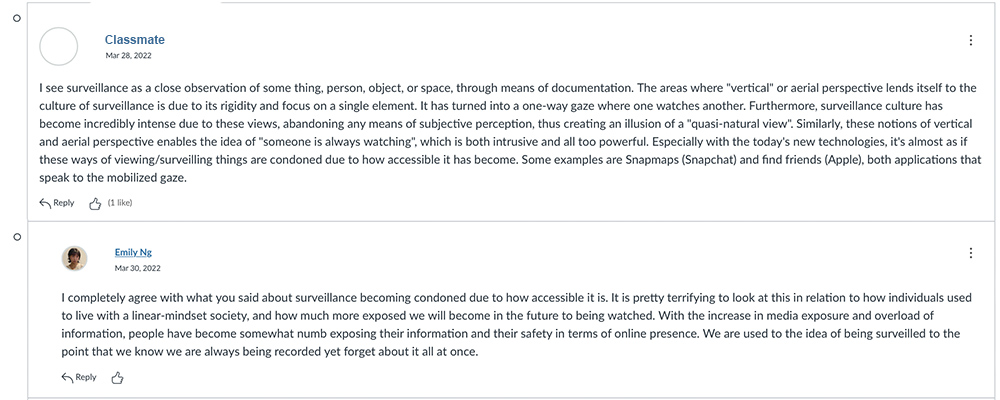 Classmate
Mar 28, 2022
I see surveillance as a close observation of some thing, person, object, or space, through means of documentation. The areas where "vertical" or aerial perspective lends itself to the
culture of surveillance is due to its rigidity and focus on a single element. It has turned into a one-way gaze where one watches another. Furthermore, surveillance culture has
become incredibly intense due to these views, abandoning any means of subjective perception, thus creating an illusion of a "quasi-natural view". Similarly, these notions of vertical
and aerial perspective enables the idea of "someone is always watching", which is both intrusive and all too powerful. Especially with the today's new technologies, it's almost as if
these ways of viewing/surveilling things are condoned due to how accessible it has become. Some examples are Snapmaps (Snapchat) and find friends (Apple), both applications that
speak to the mobilized gaze.
Reply (1 like)
Emily Ng
Mar 30, 2022
I completely agree with what you said about surveillance becoming condoned due to how accessible it is. It is pretty terrifying to look at this in relation to how individuals used
to live with a linear-mindset society, and how much more exposed we will become in the future to being watched. With the increase in media exposure and overload of
information, people have become somewhat numb exposing their information and their safety in terms of online presence. We are used to the idea of being surveilled to the
point that we know we are always being recorded yet forget about it all at once.
Reply